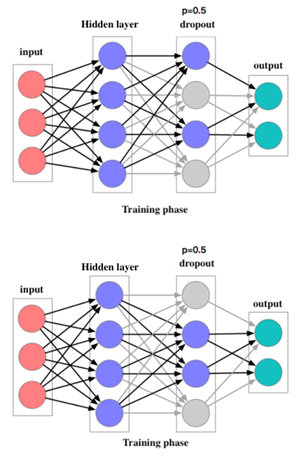 p=0.5
Hidden layer dropout
input
output
Training phase
p=0.5
Hidden layer dropout
input
output
Training phase